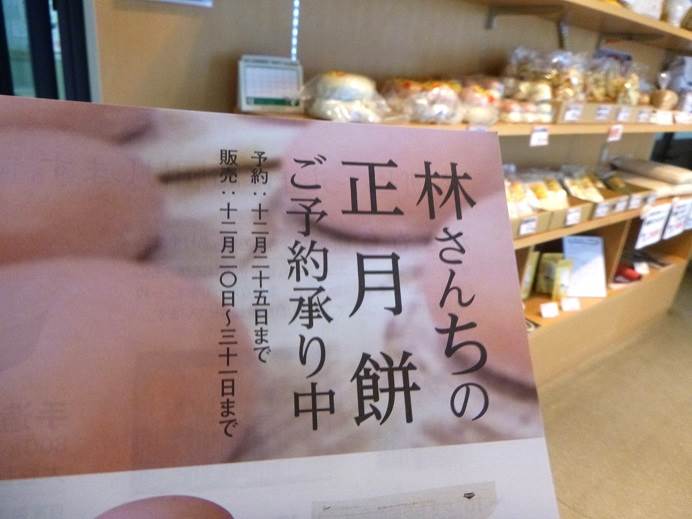 林さんちの
正月餅
ご予約承り中
予約：十二月二十五日まで
販売：十二月二〇日～三十一日まで